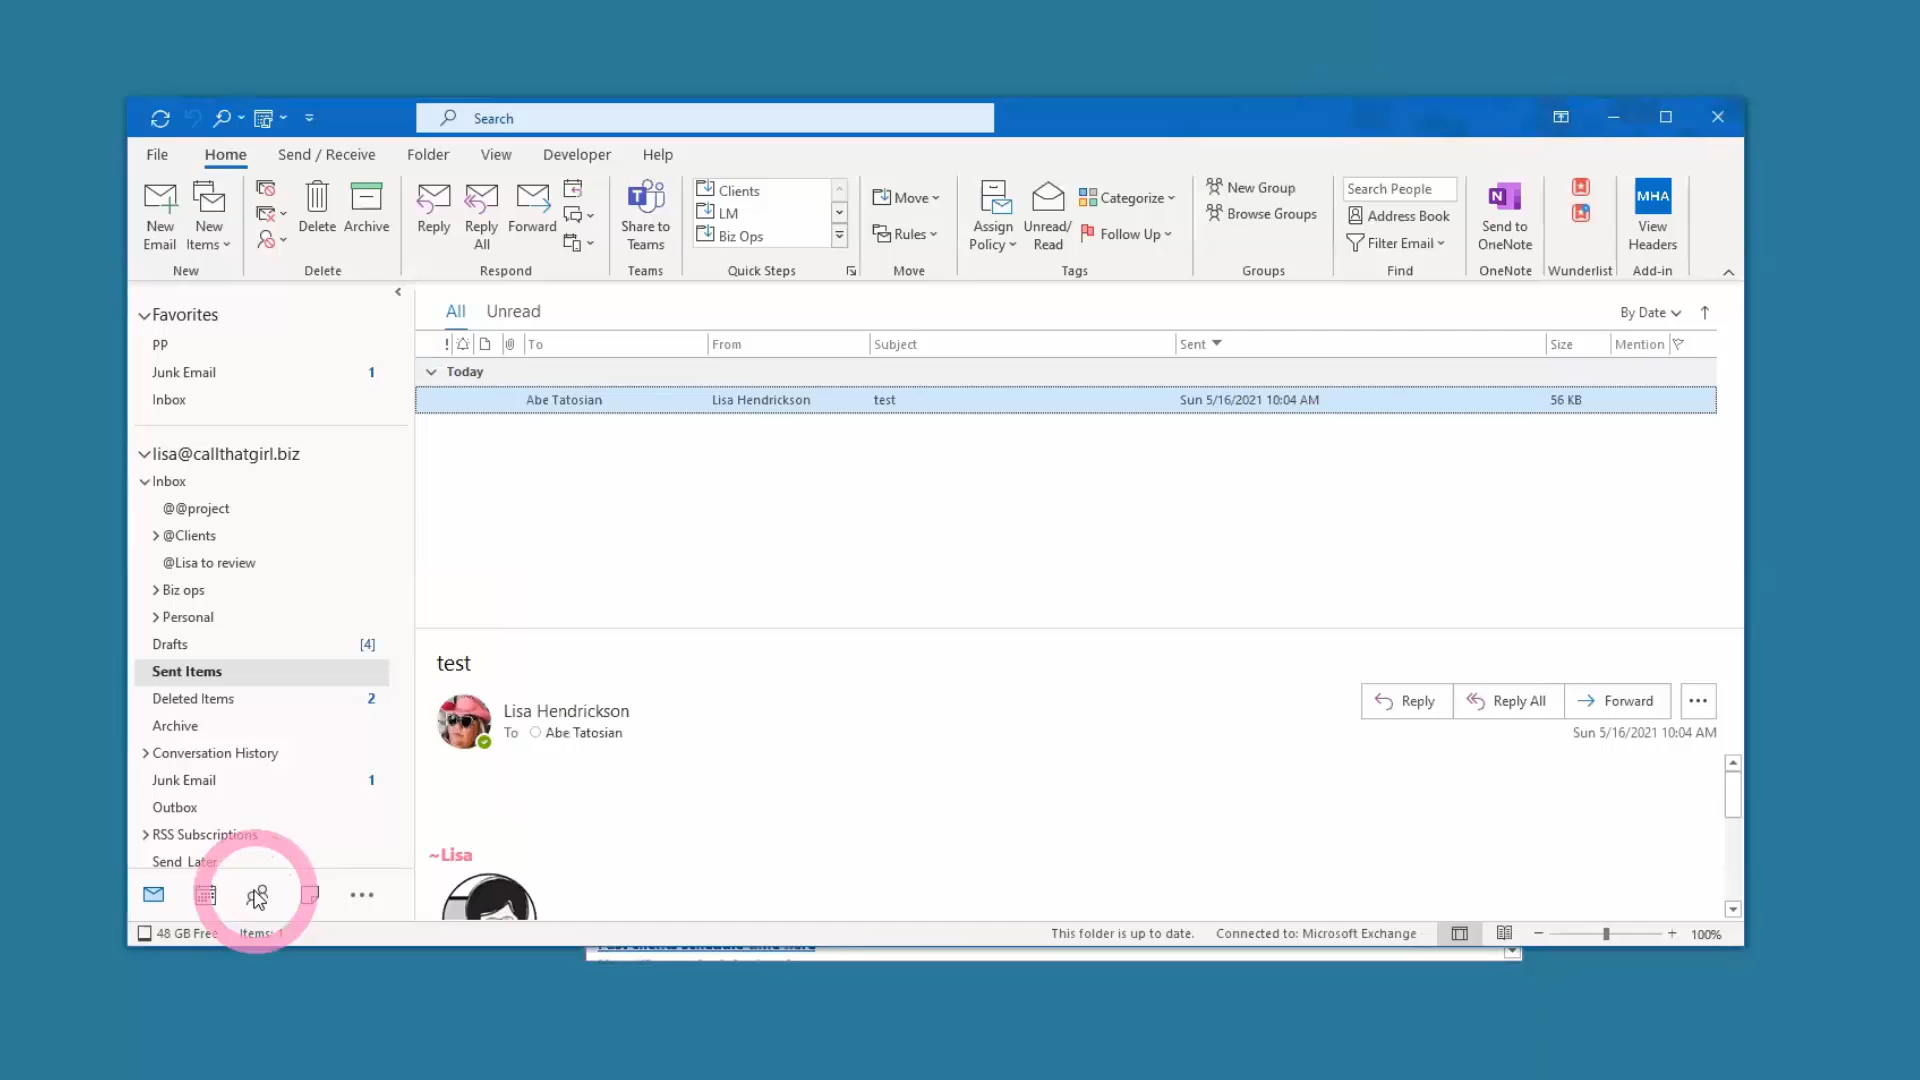 Search
File Home Send / Receive Folder View Developer Help
New Email
New Items
Delete
Archive
Reply
Reply All
Forward
Share to Teams
Clients
LM
Biz Ops
Move
Rules
Assign Policy
Unread/ Read
Categorize
Follow Up
New Group
Browse Groups
Search People
Address Book
Filter Email
Send to OneNote
MHA
View Headers
New Delete Respond Teams Quick Steps Move Tags Groups Find OneNote Wunderlist Add-in
Favorites
PP
Junk Email 1
Inbox
lisa@callthatgirl.biz
Inbox
@@project
@Clients
@Lisa to review
Biz ops
Personal
Drafts [4]
Sent Items
Deleted Items 2
Archive
Conversation History
Junk Email 1
Outbox
RSS Subscriptions
Send Later
All Unread By Date
! To From Subject Sent Size Mention
Today
Abe Tatosian Lisa Hendrickson test Sun 5/16/2021 10:04 AM 56 KB
test
Lisa Hendrickson
To Abe Tatosian
Reply Reply All Forward
Sun 5/16/2021 10:04 AM
~Lisa
48 GB Free Items: 1 This folder is up to date. Connected to: Microsoft Exchange 100%